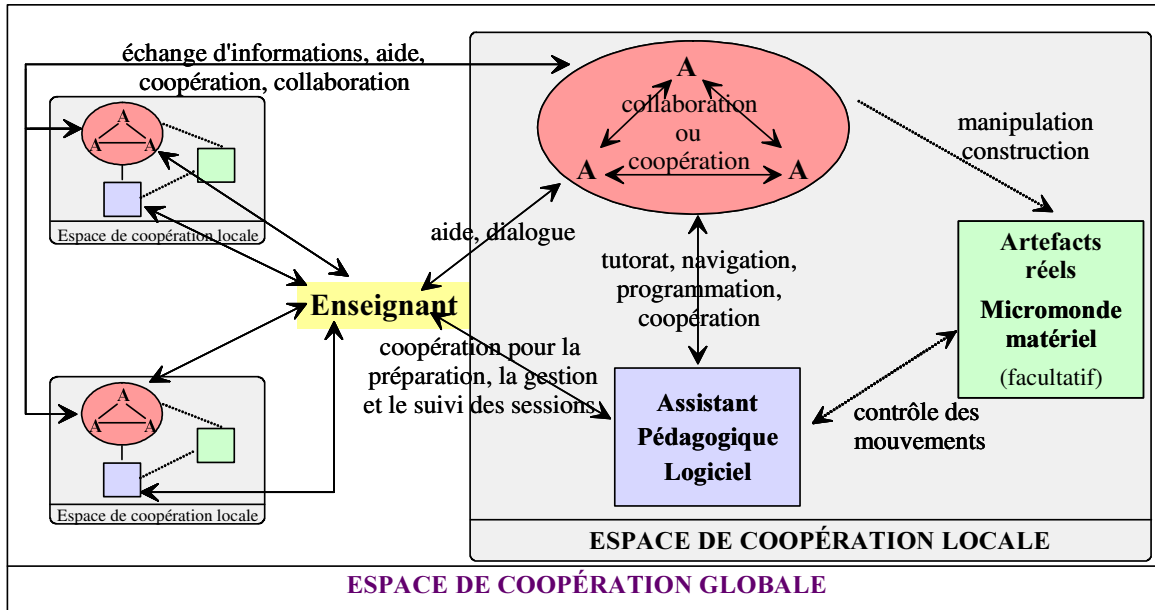 échange d'informations, aide,
coopération, collaboration
A
A A
Espace de coopération locale
A
collaboration
ou
coopération
A A
manipulation
construction
aide, dialogue
Enseignant
tutorat, navigation,
programmation,
coopération
Artefacts
réels
Micromonde
matériel
(facultatif)
coopération pour la
préparation, la gestion
et le suivi des sessions
Assistant
Pédagogique
Logiciel
contrôle des
mouvements
A
A A
Espace de coopération locale
ESPACE DE COOPÉRATION LOCALE
ESPACE DE COOPÉRATION GLOBALE